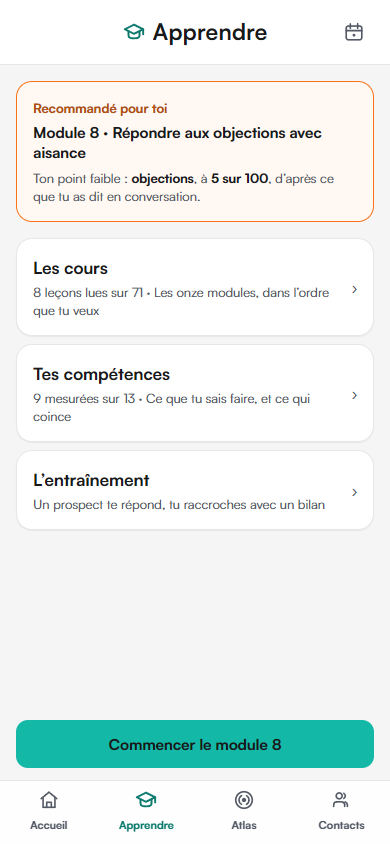 Apprendre
Recommandé pour toi
Module 8 · Répondre aux objections avec
aisance
Ton point faible : objections, à 5 sur 100, d’après ce
que tu as dit en conversation.
Les cours
8 leçons lues sur 71 · Les onze modules, dans l’ordre
que tu veux
Tes compétences
9 mesurées sur 13 · Ce que tu sais faire, et ce qui
coince
L’entraînement
Un prospect te répond, tu raccroches avec un bilan
Commencer le module 8
Accueil
Apprendre
Atlas
Contacts